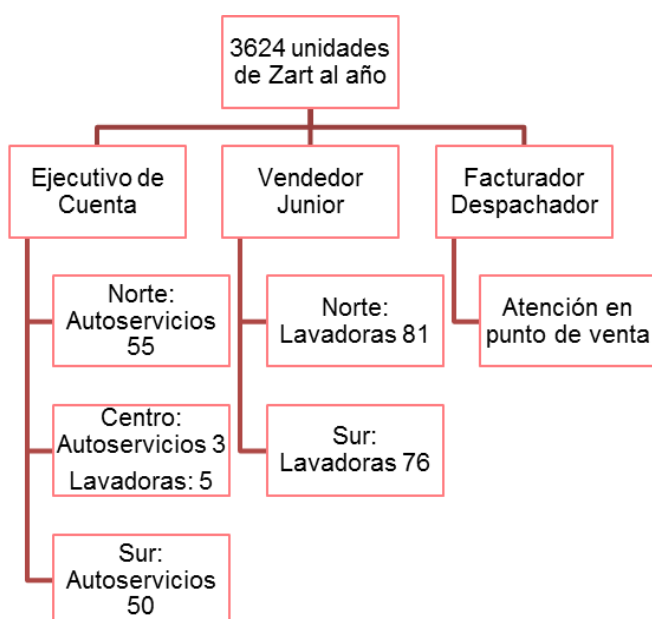 3624 unidades
de Zart al año
Ejecutivo de
Cuenta
Vendedor
Junior
Facturador
Despachador
Norte:
Autoservicios
55
Norte:
Lavadoras 81
Atención en
punto de venta
Centro:
Autoservicios 3
Lavadoras: 5
Sur:
Lavadoras 76
Sur:
Autoservicios
50